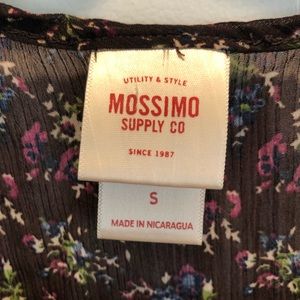 UTILITY & STYLE
MOSSIMO
SUPPLY CO
SINCE 1987
S
MADE IN NICARAGUA